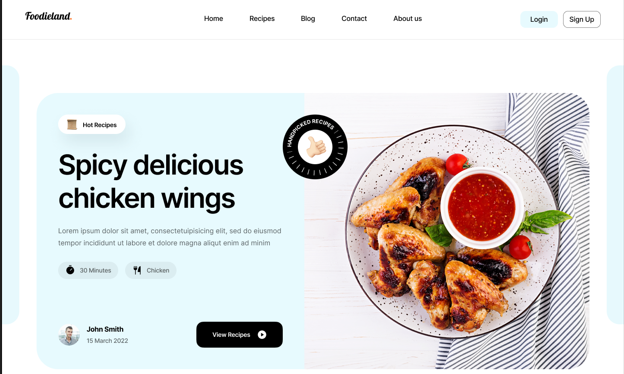 Foodieland.
Home Recipes Blog Contact About us
Login Sign Up
Hot Recipes
HANDPICKED RECIPES
Spicy delicious
chicken wings
Lorem ipsum dolor sit amet, consectetuipisicing elit, sed do eiusmod
tempor incididunt ut labore et dolore magna aliqut enim ad minim
30 Minutes Chicken
John Smith
15 March 2022
View Recipes